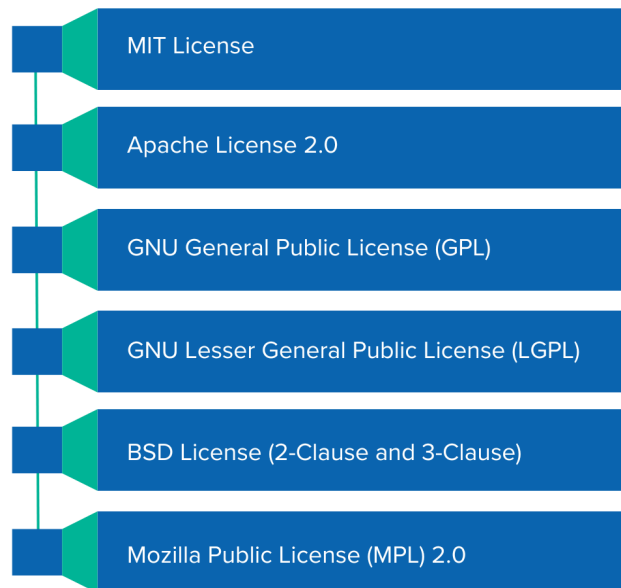 MIT License
Apache License 2.0
GNU General Public License (GPL)
GNU Lesser General Public License (LGPL)
BSD License (2-Clause and 3-Clause)
Mozilla Public License (MPL) 2.0